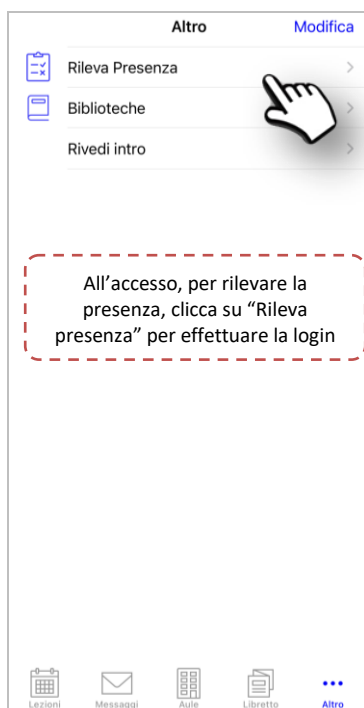 Altro Modifica
Rileva Presenza
Biblioteche
Rivedi intro
All’accesso, per rilevare la
presenza, clicca su “Rileva
presenza” per effettuare la login
Lezioni Messaggi Aule Libretto Altro